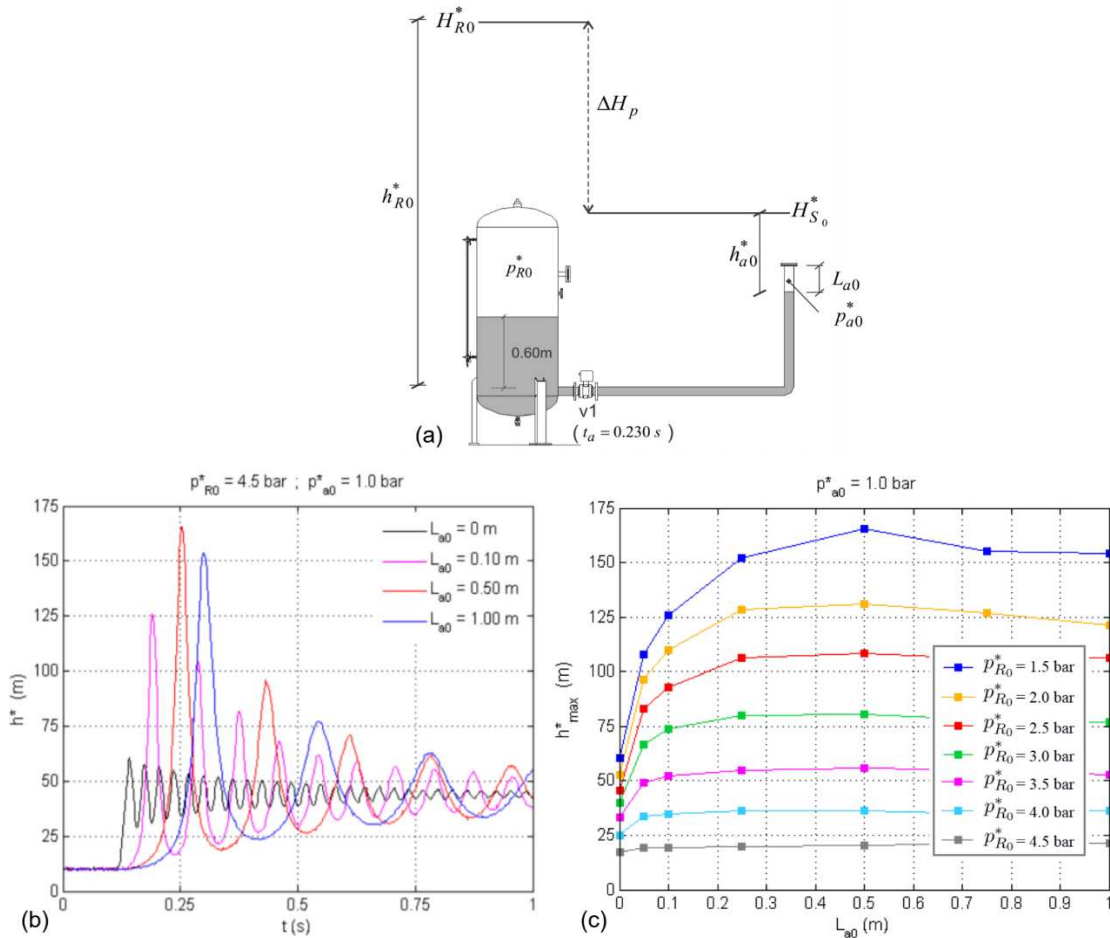 H*R0
ΔHp
h*R0
H*S0
h*a0
p*R0
La0
p*a0
0.60m
v1
(a)
( ta = 0.230 s )
p*R0 = 4.5 bar ; p*a0 = 1.0 bar
175
150
125
100
75
50
25
0
h* (m)
La0 = 0 m
La0 = 0.10 m
La0 = 0.50 m
La0 = 1.00 m
0
0.25
0.5
0.75
1
t (s)
(b)
p*a0 = 1.0 bar
175
150
125
100
75
50
25
0
h*max (m)
p*R0 = 1.5 bar
p*R0 = 2.0 bar
p*R0 = 2.5 bar
p*R0 = 3.0 bar
p*R0 = 3.5 bar
p*R0 = 4.0 bar
p*R0 = 4.5 bar
0 0.1 0.2 0.3 0.4 0.5 0.6 0.7 0.8 0.9 1
La0 (m)
(c)